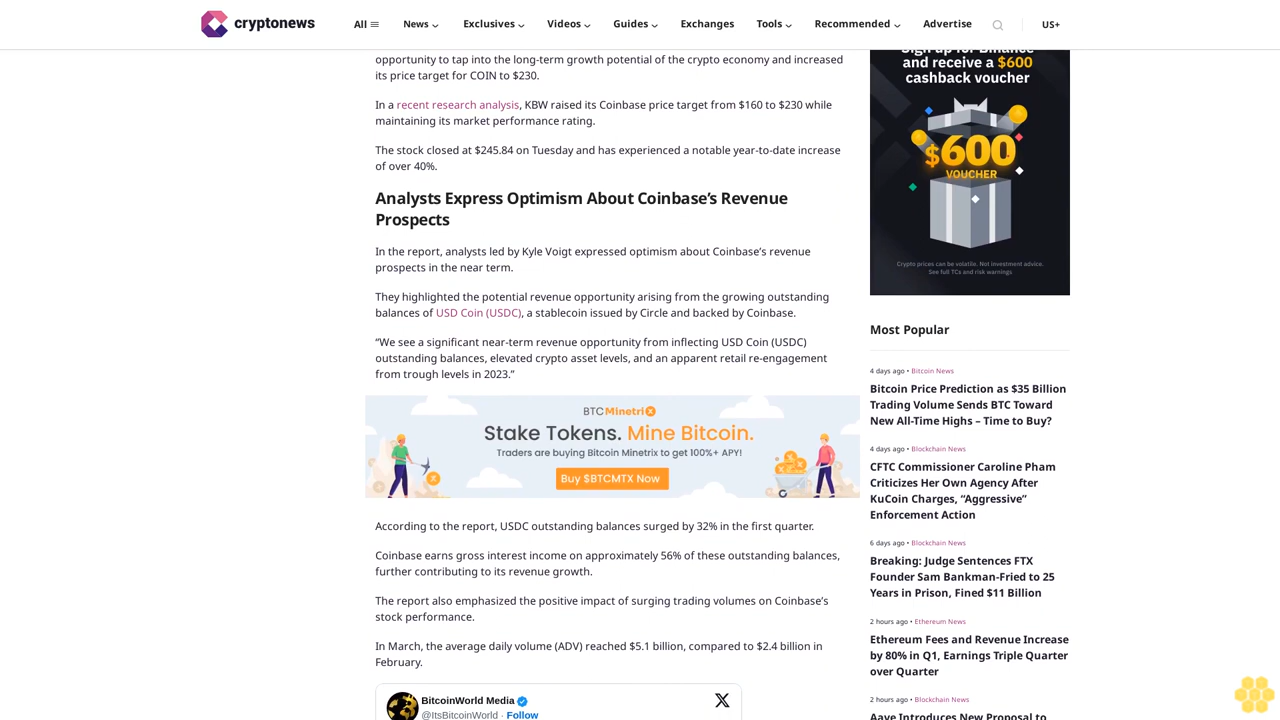 cryptonews
All
News
Exclusives
Videos
Guides
Exchanges
Tools
Recommended
Advertise
US+
opportunity to tap into the long-term growth potential of the crypto economy and increased
its price target for COIN to $230.
In a recent research analysis, KBW raised its Coinbase price target from $160 to $230 while
maintaining its market performance rating.
The stock closed at $245.84 on Tuesday and has experienced a notable year-to-date increase
of over 40%.
Analysts Express Optimism About Coinbase’s Revenue
Prospects
In the report, analysts led by Kyle Voigt expressed optimism about Coinbase’s revenue
prospects in the near term.
They highlighted the potential revenue opportunity arising from the growing outstanding
balances of USD Coin (USDC), a stablecoin issued by Circle and backed by Coinbase.
“We see a significant near-term revenue opportunity from inflecting USD Coin (USDC)
outstanding balances, elevated crypto asset levels, and an apparent retail re-engagement
from trough levels in 2023.”
BTC MinetriX
Stake Tokens. Mine Bitcoin.
Traders are buying Bitcoin Minetrix to get 100%+ APY!
Buy $BTCMTX Now
According to the report, USDC outstanding balances surged by 32% in the first quarter.
Coinbase earns gross interest income on approximately 56% of these outstanding balances,
further contributing to its revenue growth.
The report also emphasized the positive impact of surging trading volumes on Coinbase’s
stock performance.
In March, the average daily volume (ADV) reached $5.1 billion, compared to $2.4 billion in
February.
BitcoinWorld Media
@ItsBitcoinWorld · Follow
Sign up for Binance
and receive a $600
cashback voucher
$600
VOUCHER
Crypto prices can be volatile. Not investment advice.
See full TCs and risk warnings
Most Popular
4 days ago • Bitcoin News
Bitcoin Price Prediction as $35 Billion
Trading Volume Sends BTC Toward
New All-Time Highs – Time to Buy?
4 days ago • Blockchain News
CFTC Commissioner Caroline Pham
Criticizes Her Own Agency After
KuCoin Charges, “Aggressive”
Enforcement Action
6 days ago • Blockchain News
Breaking: Judge Sentences FTX
Founder Sam Bankman-Fried to 25
Years in Prison, Fined $11 Billion
2 hours ago • Ethereum News
Ethereum Fees and Revenue Increase
by 80% in Q1, Earnings Triple Quarter
over Quarter
2 hours ago • Blockchain News
Aave Introduces New Proposal to